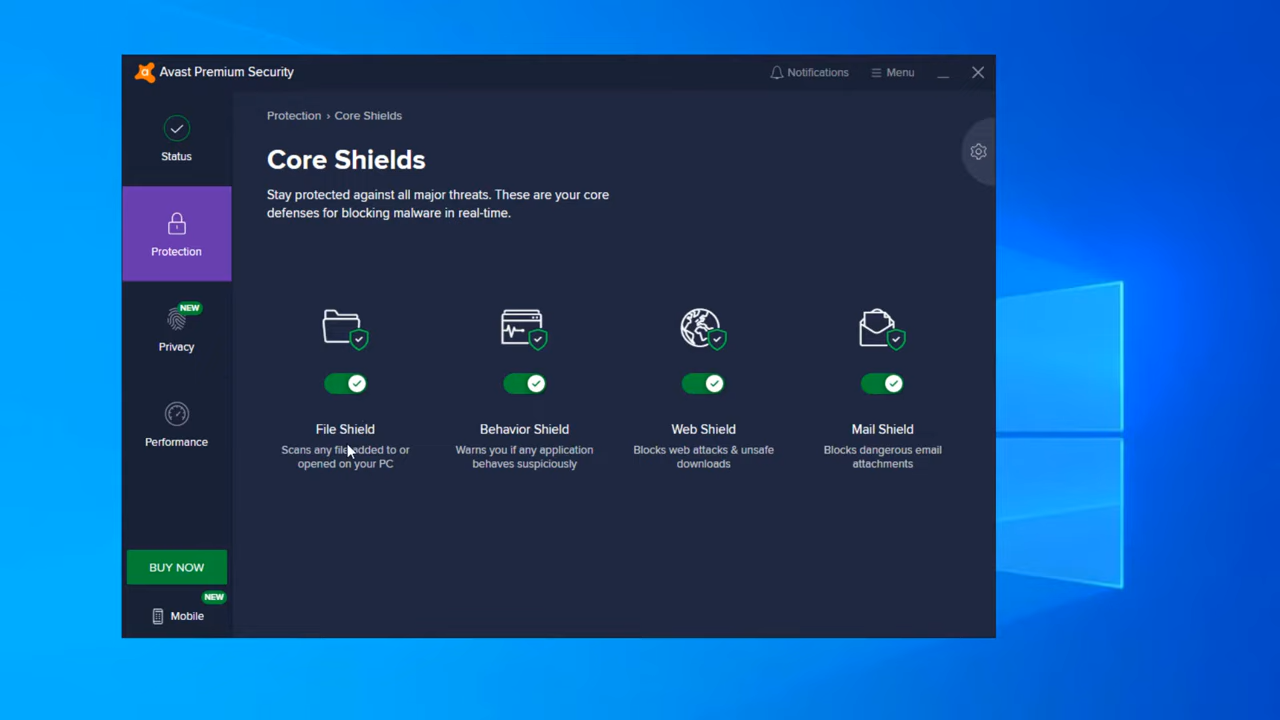 Avast Premium Security
Notifications
Menu
Status
Protection
NEW
Privacy
Performance
BUY NOW
NEW
Mobile
Protection › Core Shields
Core Shields
Stay protected against all major threats. These are your core
defenses for blocking malware in real-time.
File Shield
Scans any file added to or
opened on your PC
Behavior Shield
Warns you if any application
behaves suspiciously
Web Shield
Blocks web attacks & unsafe
downloads
Mail Shield
Blocks dangerous email
attachments